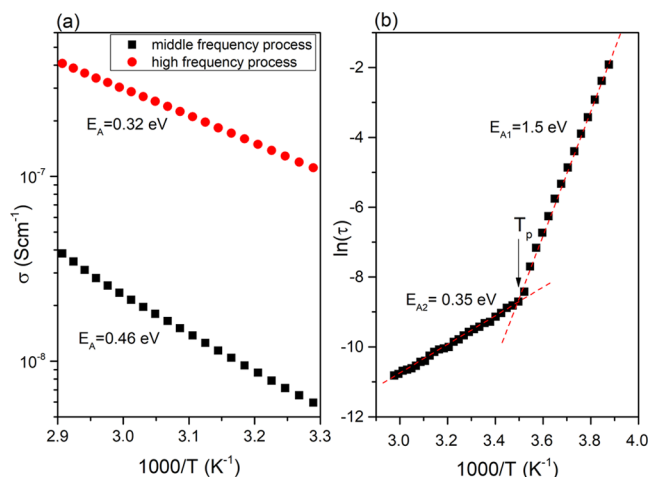 (a)
middle frequency process
high frequency process
E_A=0.32 eV
E_A=0.46 eV
10⁻⁷
10⁻⁸
σ (Scm⁻¹)
2.9 3.0 3.1 3.2 3.3
1000/T (K⁻¹)
(b)
E_A1=1.5 eV
T_p
E_A2= 0.35 eV
-2
-4
-6
-8
-10
-12
ln(τ)
3.0 3.2 3.4 3.6 3.8 4.0
1000/T (K⁻¹)